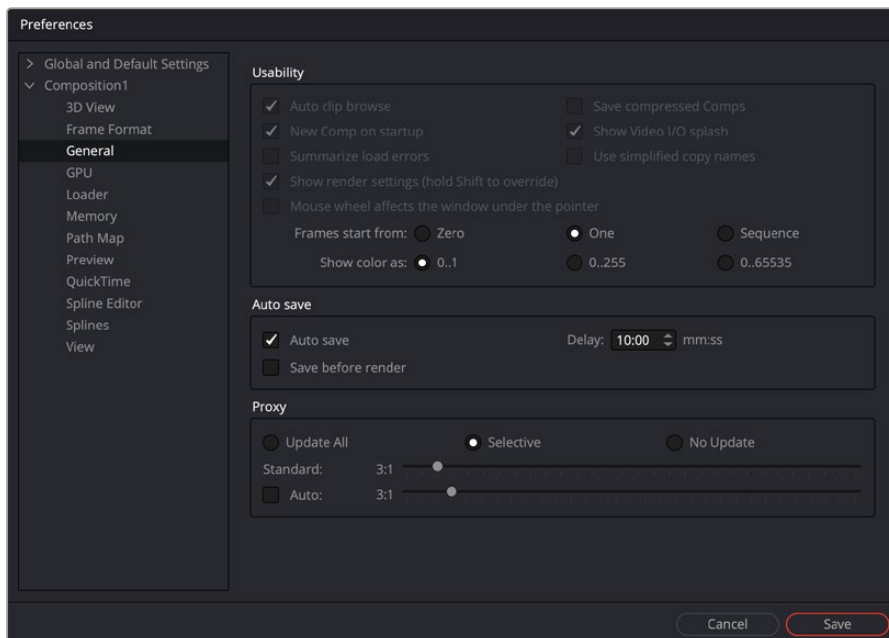 Preferences
Global and Default Settings
Composition1
3D View
Frame Format
General
GPU
Loader
Memory
Path Map
Preview
QuickTime
Spline Editor
Splines
View
Usability
Auto clip browse
Save compressed Comps
New Comp on startup
Show Video I/O splash
Summarize load errors
Use simplified copy names
Show render settings (hold Shift to override)
Mouse wheel affects the window under the pointer
Frames start from: Zero One Sequence
Show color as: 0..1 0..255 0..65535
Auto save
Auto save Delay: 10:00 mm:ss
Save before render
Proxy
Update All Selective No Update
Standard: 3:1
Auto: 3:1
Cancel Save